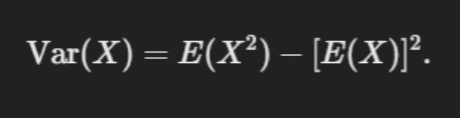 Var(X) = E(X²) – [E(X)]².